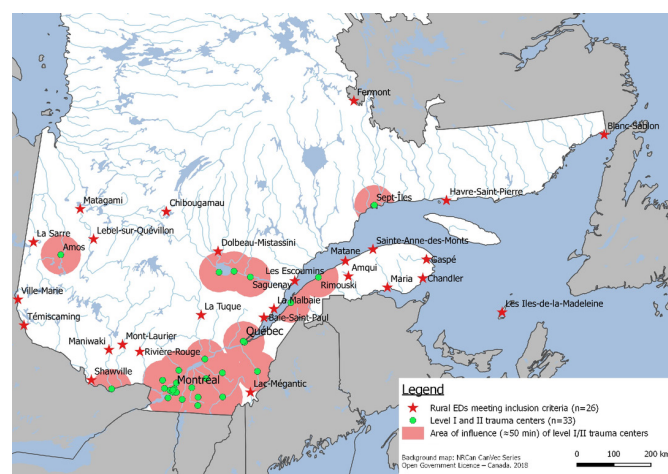 Fermont
Blanc-Sablon
Sept-Îles
Havre-Saint-Pierre
Matagami
Chibougamau
La Sarre
Lebel-sur-Quévillon
Amos
Dolbeau-Mistassini
Sainte-Anne-des-Monts
Matane
Gaspé
Les Escoumins
Amqui
Chandler
Saguenay
Rimouski
Maria
Ville-Marie
La Malbaie
Les Iles-de-la-Madeleine
La Tuque
Baie-Saint-Paul
Témiscaming
Québec
Maniwaki
Mont-Laurier
Rivière-Rouge
Shawville
Montréal
Lac-Mégantic
Legend
Rural EDs meeting inclusion criteria (n=26)
Level I and II trauma centers (n=33)
Area of influence (≈50 min) of level I/II trauma centers
Background map: NRCan CanVec Series
Open Government Licence – Canada, 2018
0 100 200 km